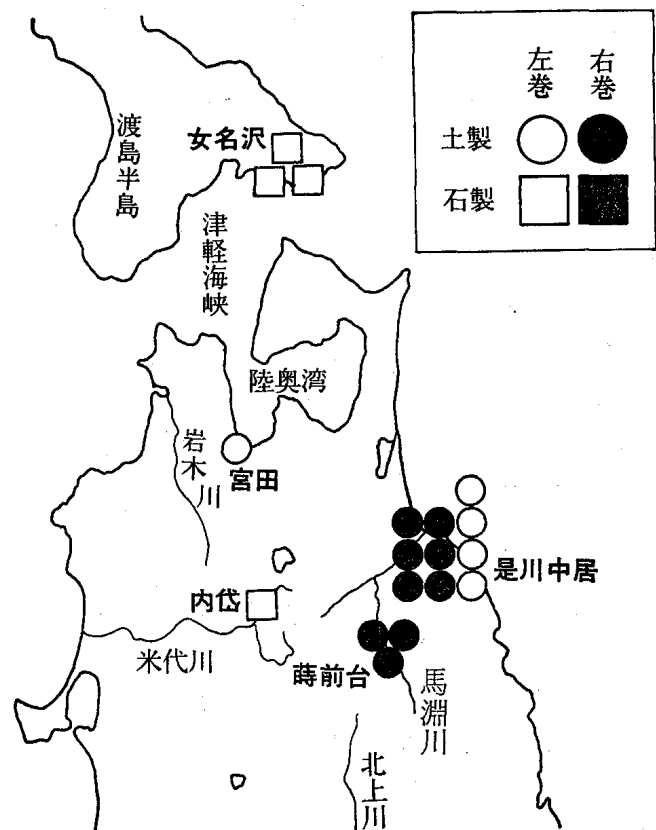 左巻
右巻
土製
石製
女名沢
渡島半島
津軽海峡
陸奥湾
岩木川
宮田
是川中居
内岱
米代川
蒔前台
馬淵川
北上川